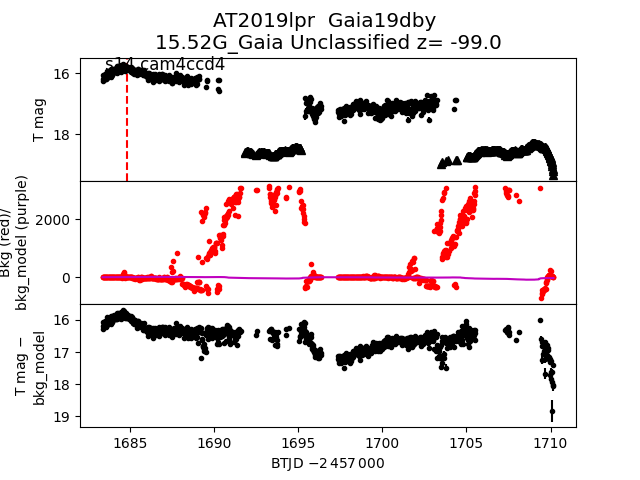 AT2019lpr  Gaia19dby
15.52G_Gaia Unclassified z= -99.0
s14 cam4ccd4
16
18
T mag
2000
0
Bkg (red)/
bkg_model (purple)
16
17
18
19
T mag −
bkg_model
1685 1690 1695 1700 1705 1710
BTJD −2 457 000